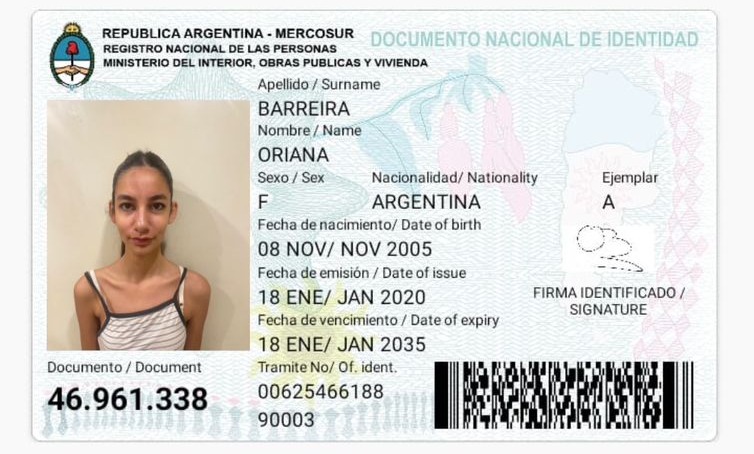 REPUBLICA ARGENTINA - MERCOSUR
REGISTRO NACIONAL DE LAS PERSONAS
MINISTERIO DEL INTERIOR, OBRAS PUBLICAS Y VIVIENDA
DOCUMENTO NACIONAL DE IDENTIDAD
Apellido / Surname
BARREIRA
Nombre / Name
ORIANA
Sexo / Sex Nacionalidad/ Nationality Ejemplar
F ARGENTINA A
Fecha de nacimiento/ Date of birth
08 NOV/ NOV 2005
Fecha de emisión / Date of issue
18 ENE/ JAN 2020
Fecha de vencimiento / Date of expiry
18 ENE/ JAN 2035
FIRMA IDENTIFICADO /
SIGNATURE
Documento / Document
46.961.338
Tramite No/ Of. ident.
00625466188
90003